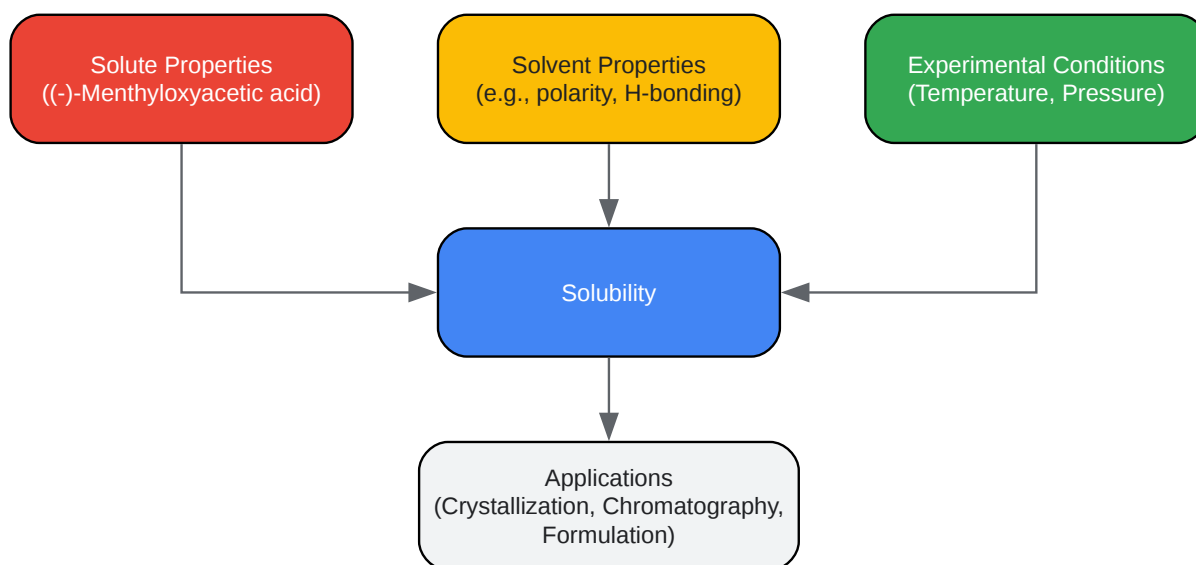 Solute Properties
((-)-Menthyloxyacetic acid)
Solvent Properties
(e.g., polarity, H-bonding)
Experimental Conditions
(Temperature, Pressure)
Solubility
Applications
(Crystallization, Chromatography,
Formulation)